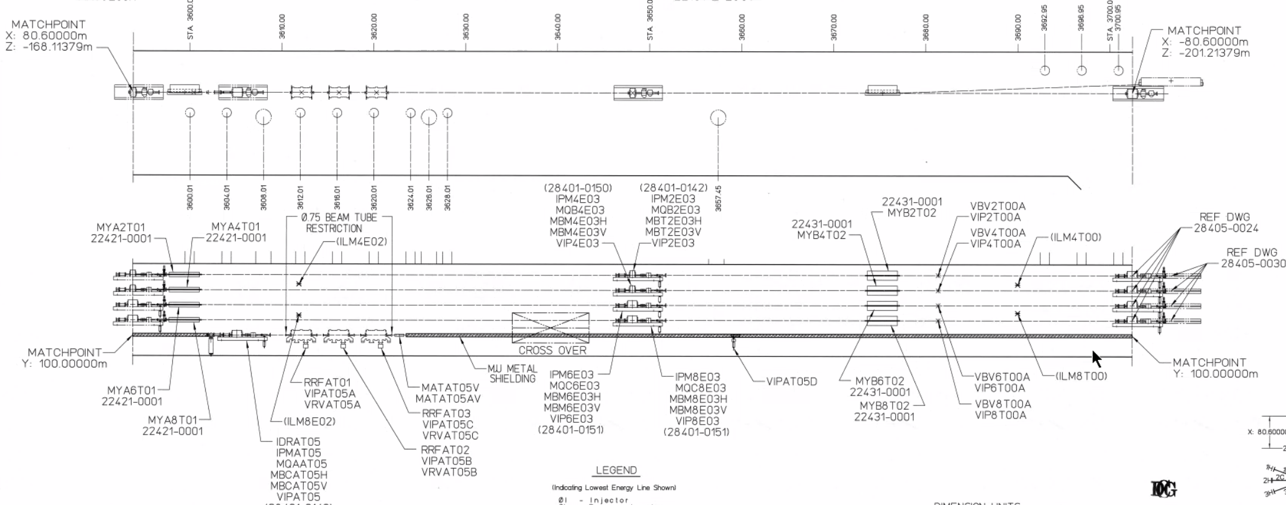 MATCHPOINT
X: 80.60000m
Z: -168.11379m
STA. 3600.0
3610.00
3620.00
3630.00
3640.00
STA. 3650.0
3660.00
3670.00
3680.00
3690.00
3692.95
3696.95
STA. 3700.0
3700.95
MATCHPOINT
X: -80.60000m
Z: -201.21379m
3600.01
3604.01
3608.01
3612.01
3616.01
3620.01
3624.01
3626.01
3628.01
3657.45
MYA2T01
22421-0001
MYA4T01
22421-0001
Ø.75 BEAM TUBE
RESTRICTION
(ILM4E02)
(28401-0150)
IPM4E03
MQB4E03
MBM4E03H
MBM4E03V
VIP4E03
(28401-0142)
IPM2E03
MQB2E03
MBT2E03H
MBT2E03V
VIP2E03
22431-0001
MYB4T02
22431-0001
MYB2T02
VBV2T00A
VIP2T00A
VBV4T00A
VIP4T00A
(ILM4T00)
REF DWG
28405-0024
REF DWG
28405-0030
MATCHPOINT
Y: 100.00000m
CROSS OVER
MATCHPOINT
Y: 100.00000m
MYA6T01
22421-0001
MYA8T01
22421-0001
(ILM8E02)
IDRAT05
IPMAT05
MQAAT05
MBCAT05H
MBCAT05V
VIPAT05
RRFAT01
VIPAT05A
VRVAT05A
MATAT05V
MATAT05AV
RRFAT03
VIPAT05C
VRVAT05C
RRFAT02
VIPAT05B
VRVAT05B
METAL
SHIELDING
IPM6E03
MQC6E03
MBM6E03H
MBM6E03V
VIP6E03
(28401-0151)
IPM8E03
MQC8E03
MBM8E03H
MBM8E03V
VIP8E03
(28401-0151)
VIPAT05D
MYB6T02
22431-0001
MYB8T02
22431-0001
VBV6T00A
VIP6T00A
VBV8T00A
VIP8T00A
(ILM8T00)
LEGEND
(Indicating Lowest Energy Line Shown)
Ø1 - Injector
DIMENSION UNITS